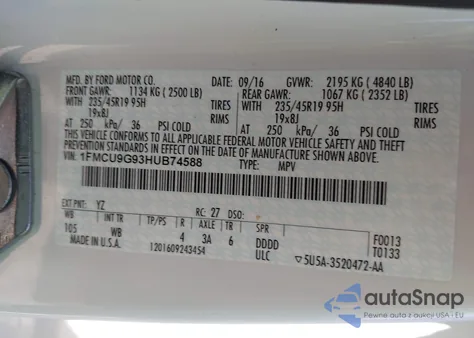 MFD. BY FORD MOTOR CO.
DATE: 09/16 GVWR: 2195 KG ( 4840 LB)
FRONT GAWR: 1134 KG ( 2500 LB) REAR GAWR: 1067 KG ( 2352 LB)
WITH 235/45R19 95H TIRES WITH 235/45R19 95H TIRES
19x8J RIMS 19x8J RIMS
AT 250 kPa/ 36 PSI COLD AT 250 kPa/ 36 PSI COLD
THIS VEHICLE CONFORMS TO ALL APPLICABLE FEDERAL MOTOR VEHICLE SAFETY AND THEFT
PREVENTION STANDARDS IN EFFECT ON THE DATE OF MANUFACTURE SHOWN ABOVE.
VIN: 1FMCU9G93HUB74588 TYPE: MPV
EXT PNT: YZ RC: 27 DSO: F0013
WB INT TR TP/PS R AXLE TR SPR T0133
105 WB 4 3A 6 DDDD
MADE IN U.S.A. 1201609243454 ULC ▽5U5A-3520472-AA
autoSnap
Pewne auta z aukcji USA - EU